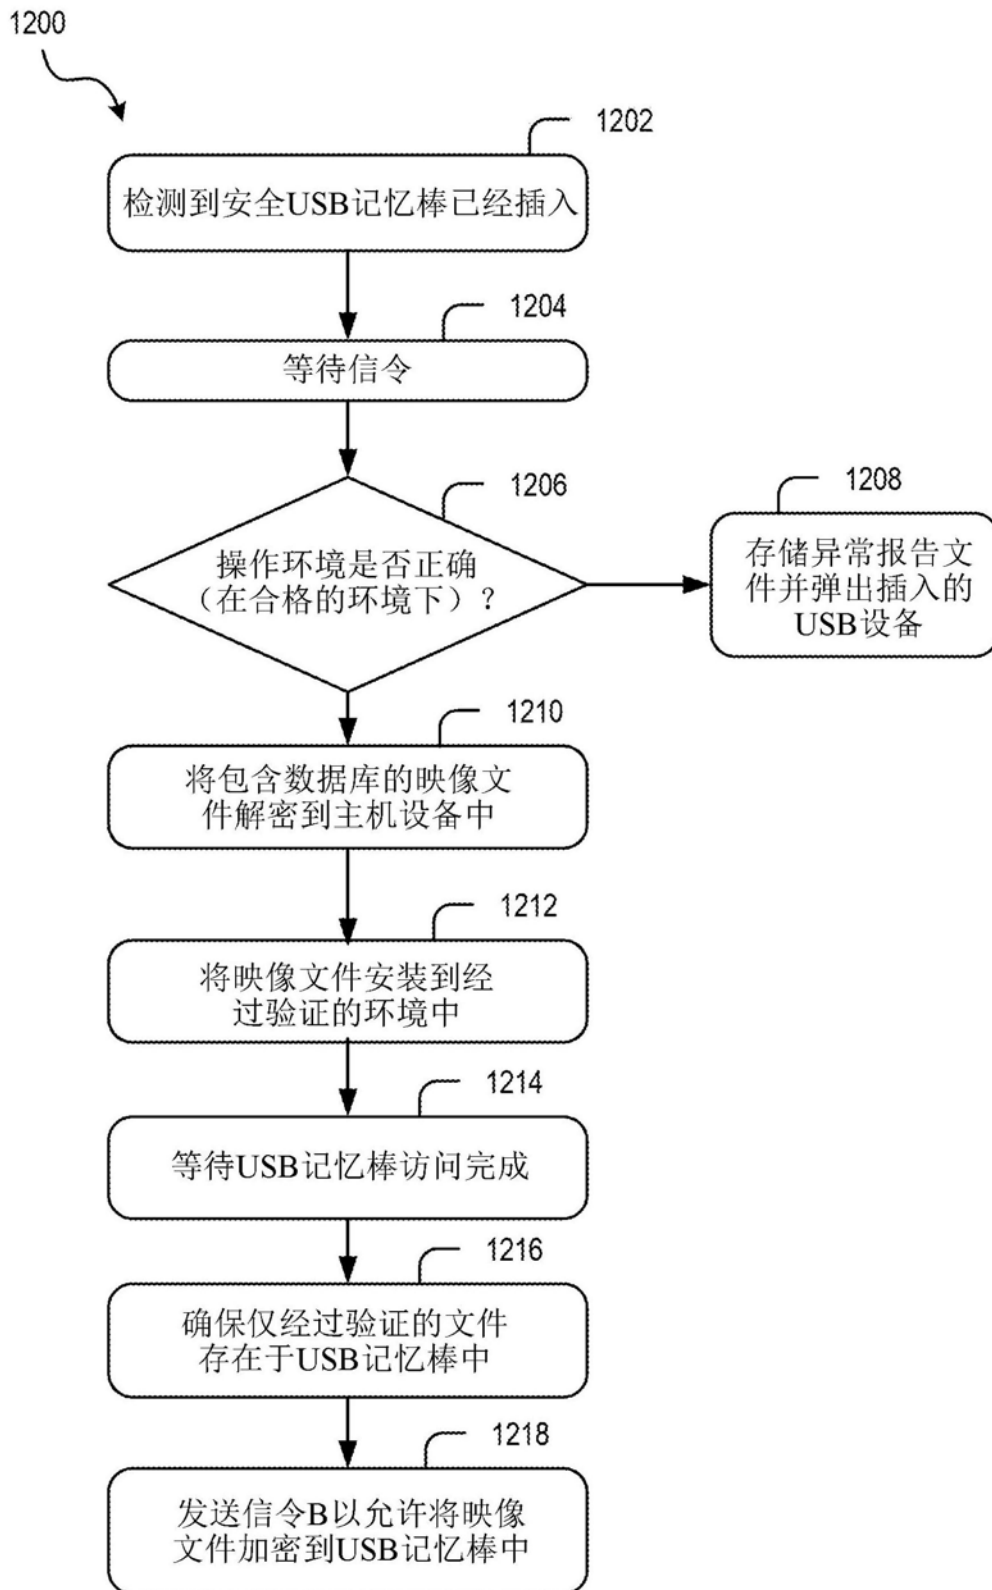 1200
1202
检测到安全USB记忆棒已经插入
1204
等待信令
1206
操作环境是否正确
（在合格的环境下）？
1208
存储异常报告文
件并弹出插入的
USB设备
1210
将包含数据库的映像文
件解密到主机设备中
1212
将映像文件安装到经
过验证的环境中
1214
等待USB记忆棒访问完成
1216
确保仅经过验证的文件
存在于USB记忆棒中
1218
发送信令B以允许将映像
文件加密到USB记忆棒中